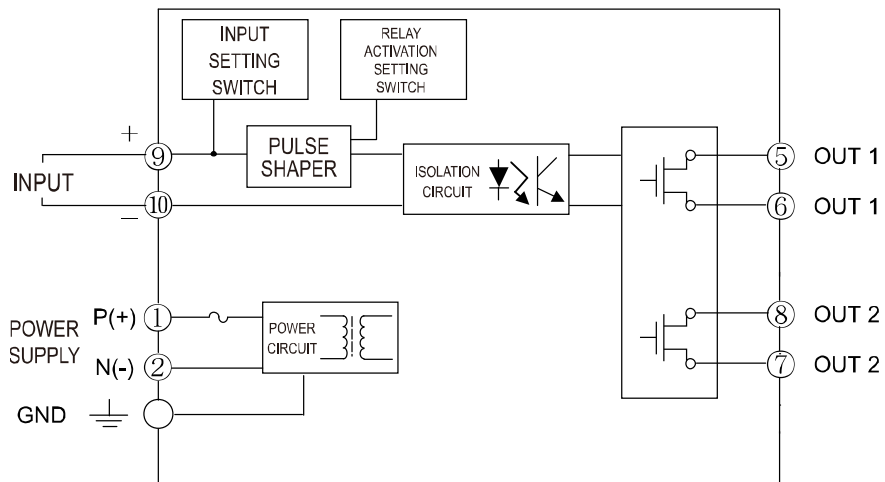 INPUT
SETTING
SWITCH
RELAY
ACTIVATION
SETTING
SWITCH
+
9
PULSE
SHAPER
ISOLATION
CIRCUIT
5 OUT 1
INPUT
−
10
6 OUT 1
POWER
SUPPLY
P(+) 1
POWER
CIRCUIT
8 OUT 2
N(-) 2
7 OUT 2
GND